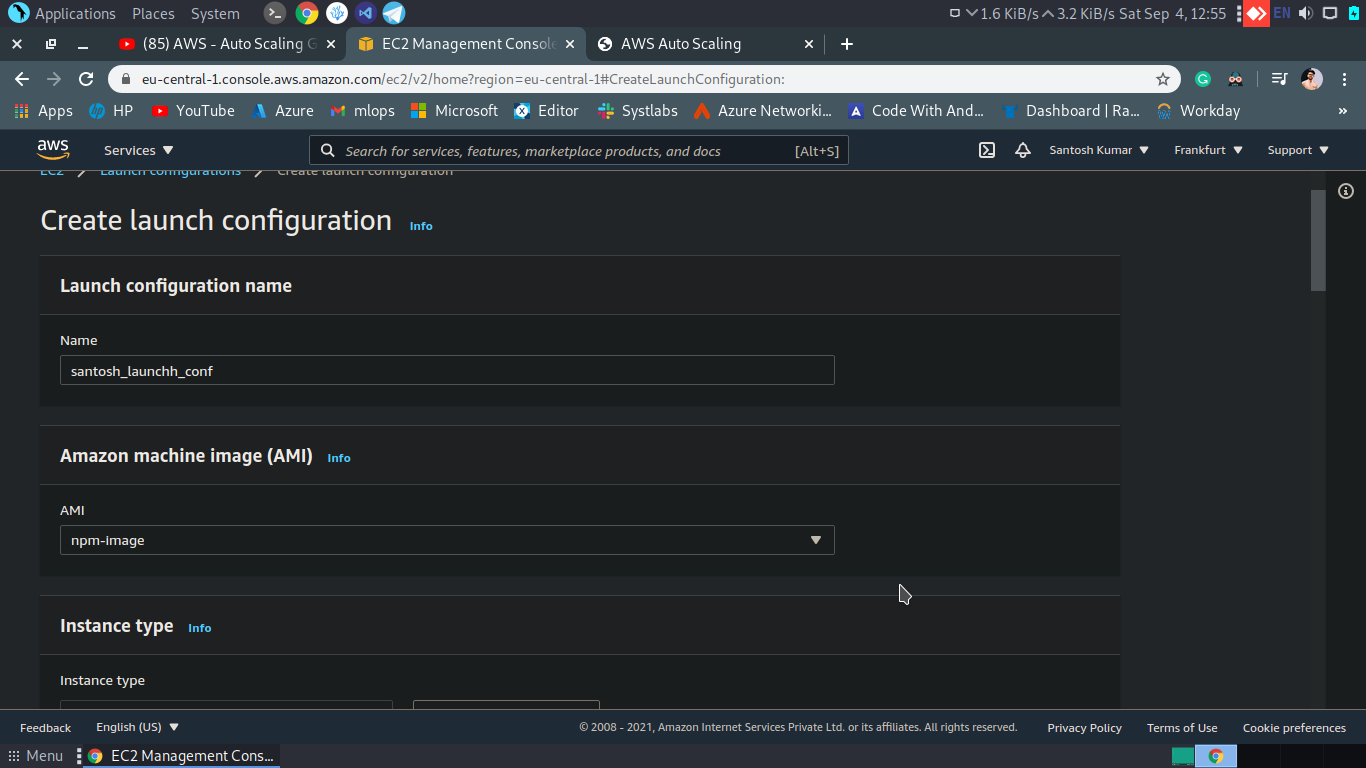 Applications Places System 1.6 KiB/s 3.2 KiB/s Sat Sep 4, 12:55 EN
(85) AWS - Auto Scaling G EC2 Management Console AWS Auto Scaling
eu-central-1.console.aws.amazon.com/ec2/v2/home?region=eu-central-1#CreateLaunchConfiguration:
Apps HP YouTube Azure mlops Microsoft Editor Systlabs Azure Networki... Code With And... Dashboard | Ra... Workday »
aws Services Search for services, features, marketplace products, and docs [Alt+S] Santosh Kumar Frankfurt Support
EC2 Launch configurations Create launch configuration
Create launch configuration Info
Launch configuration name
Name
santosh_launchh_conf
Amazon machine image (AMI) Info
AMI
npm-image
Instance type Info
Instance type
Feedback English (US) © 2008 - 2021, Amazon Internet Services Private Ltd. or its affiliates. All rights reserved. Privacy Policy Terms of Use Cookie preferences
Menu EC2 Management Cons...